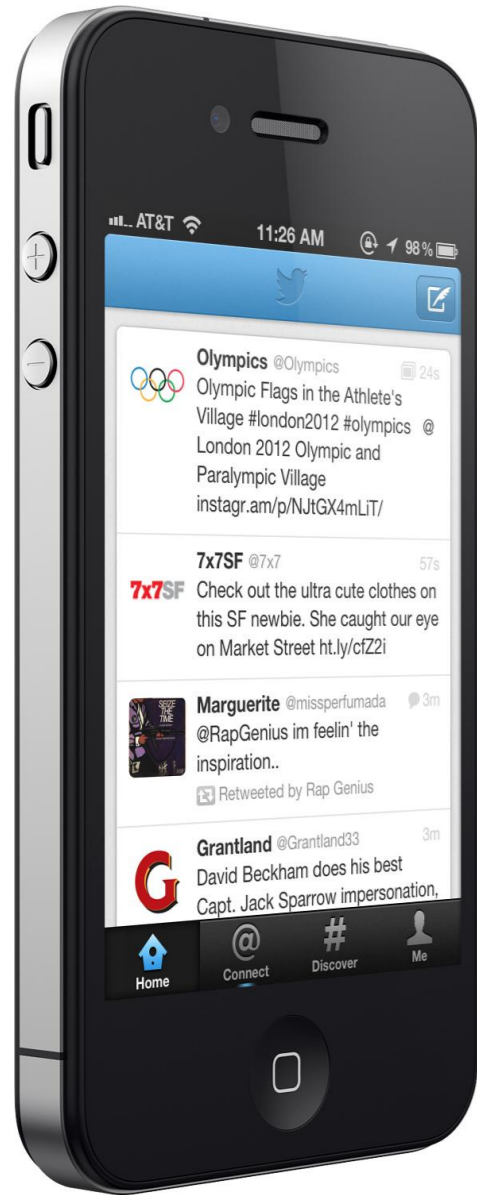 AT&T 11:26 AM 98%
Olympics @Olympics 24s
Olympic Flags in the Athlete's
Village #london2012 #olympics @
London 2012 Olympic and
Paralympic Village
instagr.am/p/NJtGX4mLiT/
7x7SF @7x7 57s
7x7SF Check out the ultra cute clothes on
this SF newbie. She caught our eye
on Market Street ht.ly/cfZ2i
SEIZE
THE
TIME
Marguerite @missperfumada 3m
@RapGenius im feelin' the
inspiration..
Retweeted by Rap Genius
Grantland @Grantland33 3m
G
David Beckham does his best
Capt. Jack Sparrow impersonation,
Home @ Connect # Discover Me